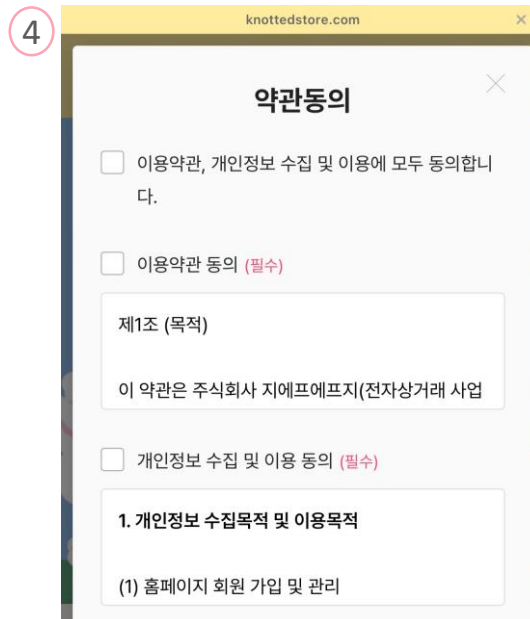 4
knottedstore.com
약관동의
이용약관, 개인정보 수집 및 이용에 모두 동의합니
다.
이용약관 동의 (필수)
제1조 (목적)
이 약관은 주식회사 지에프에프지(전자상거래 사업
개인정보 수집 및 이용 동의 (필수)
1. 개인정보 수집목적 및 이용목적
(1) 홈페이지 회원 가입 및 관리